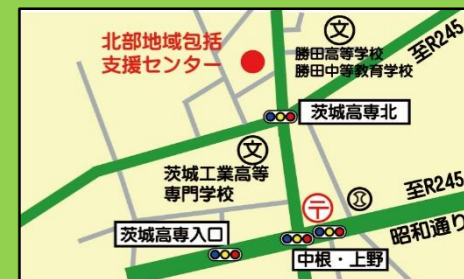 北部地域包括
支援センター
文
勝田高等学校
勝田中等教育学校
至R245
茨城高専北
文
茨城工業高等
専門学校
〒
至R245
茨城高専入口
昭和通り
中根・上野